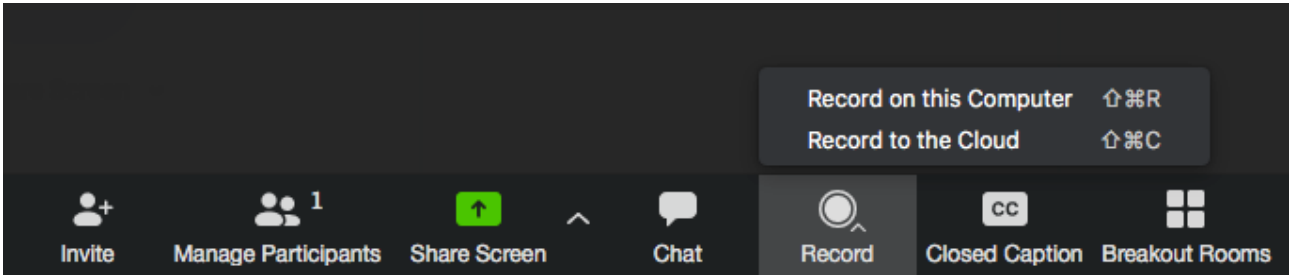 Record on this Computer ⇧⌘R
Record to the Cloud ⇧⌘C
1
CC
Invite Manage Participants Share Screen Chat Record Closed Caption Breakout Rooms